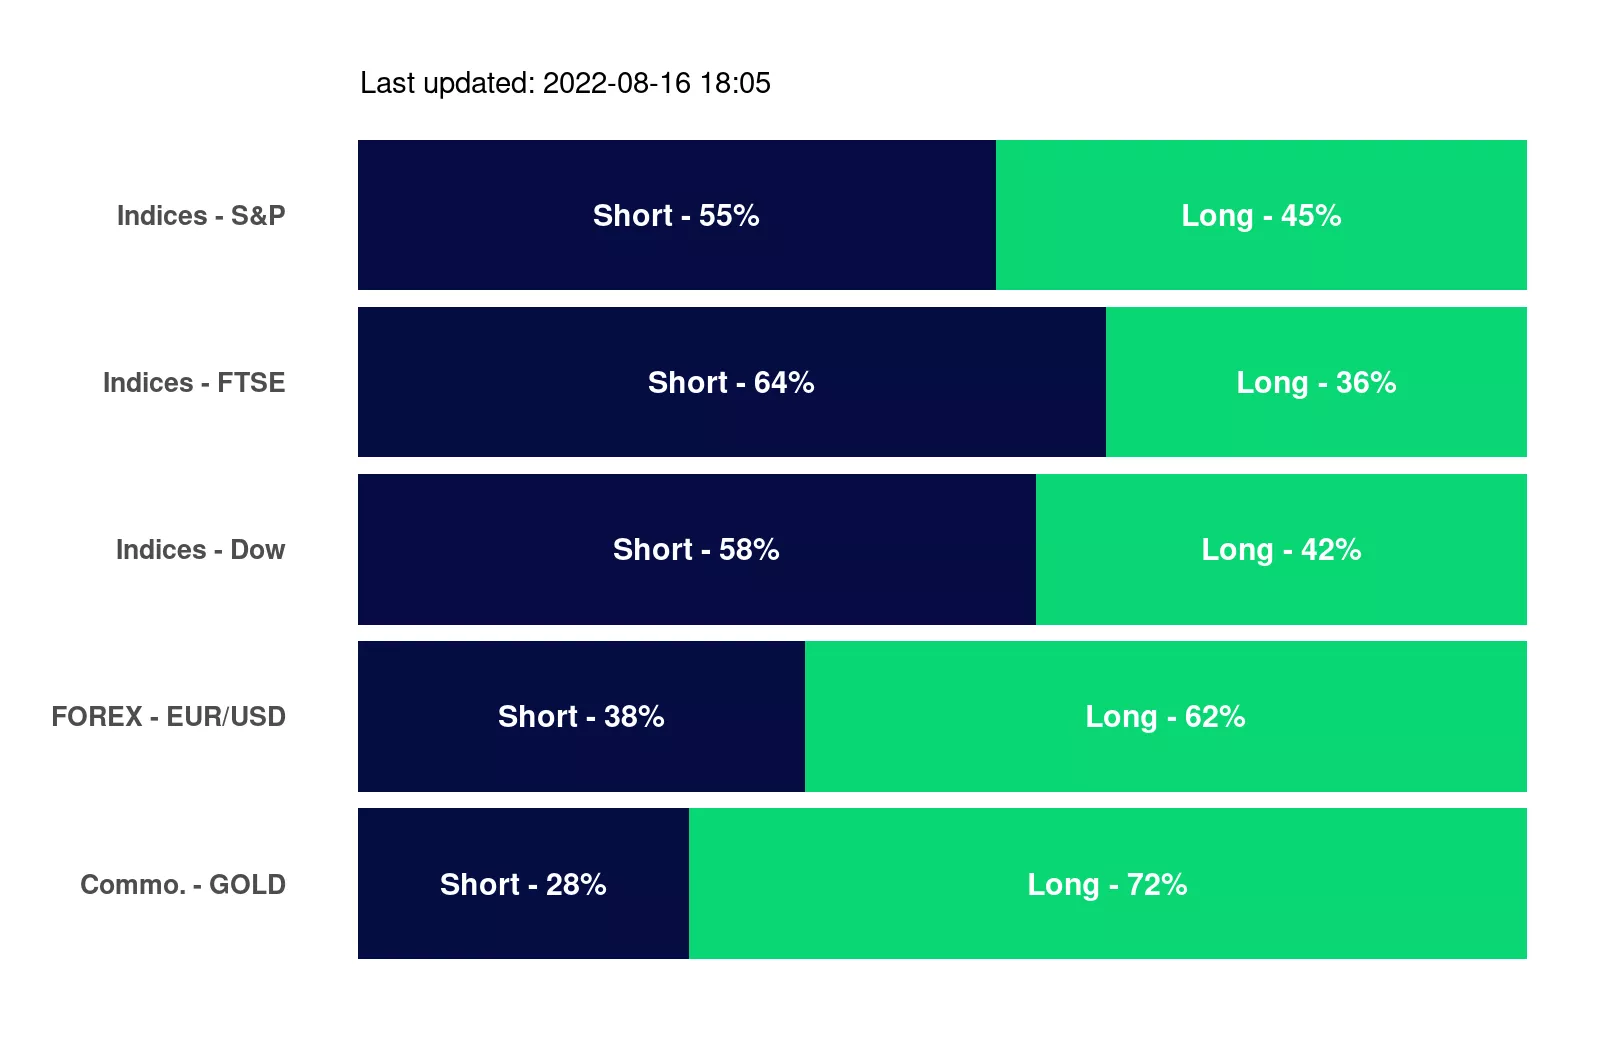 Last updated: 2022-08-16 18:05
Indices - S&P Short - 55% Long - 45%
Indices - FTSE Short - 64% Long - 36%
Indices - Dow Short - 58% Long - 42%
FOREX - EUR/USD Short - 38% Long - 62%
Commo. - GOLD Short - 28% Long - 72%